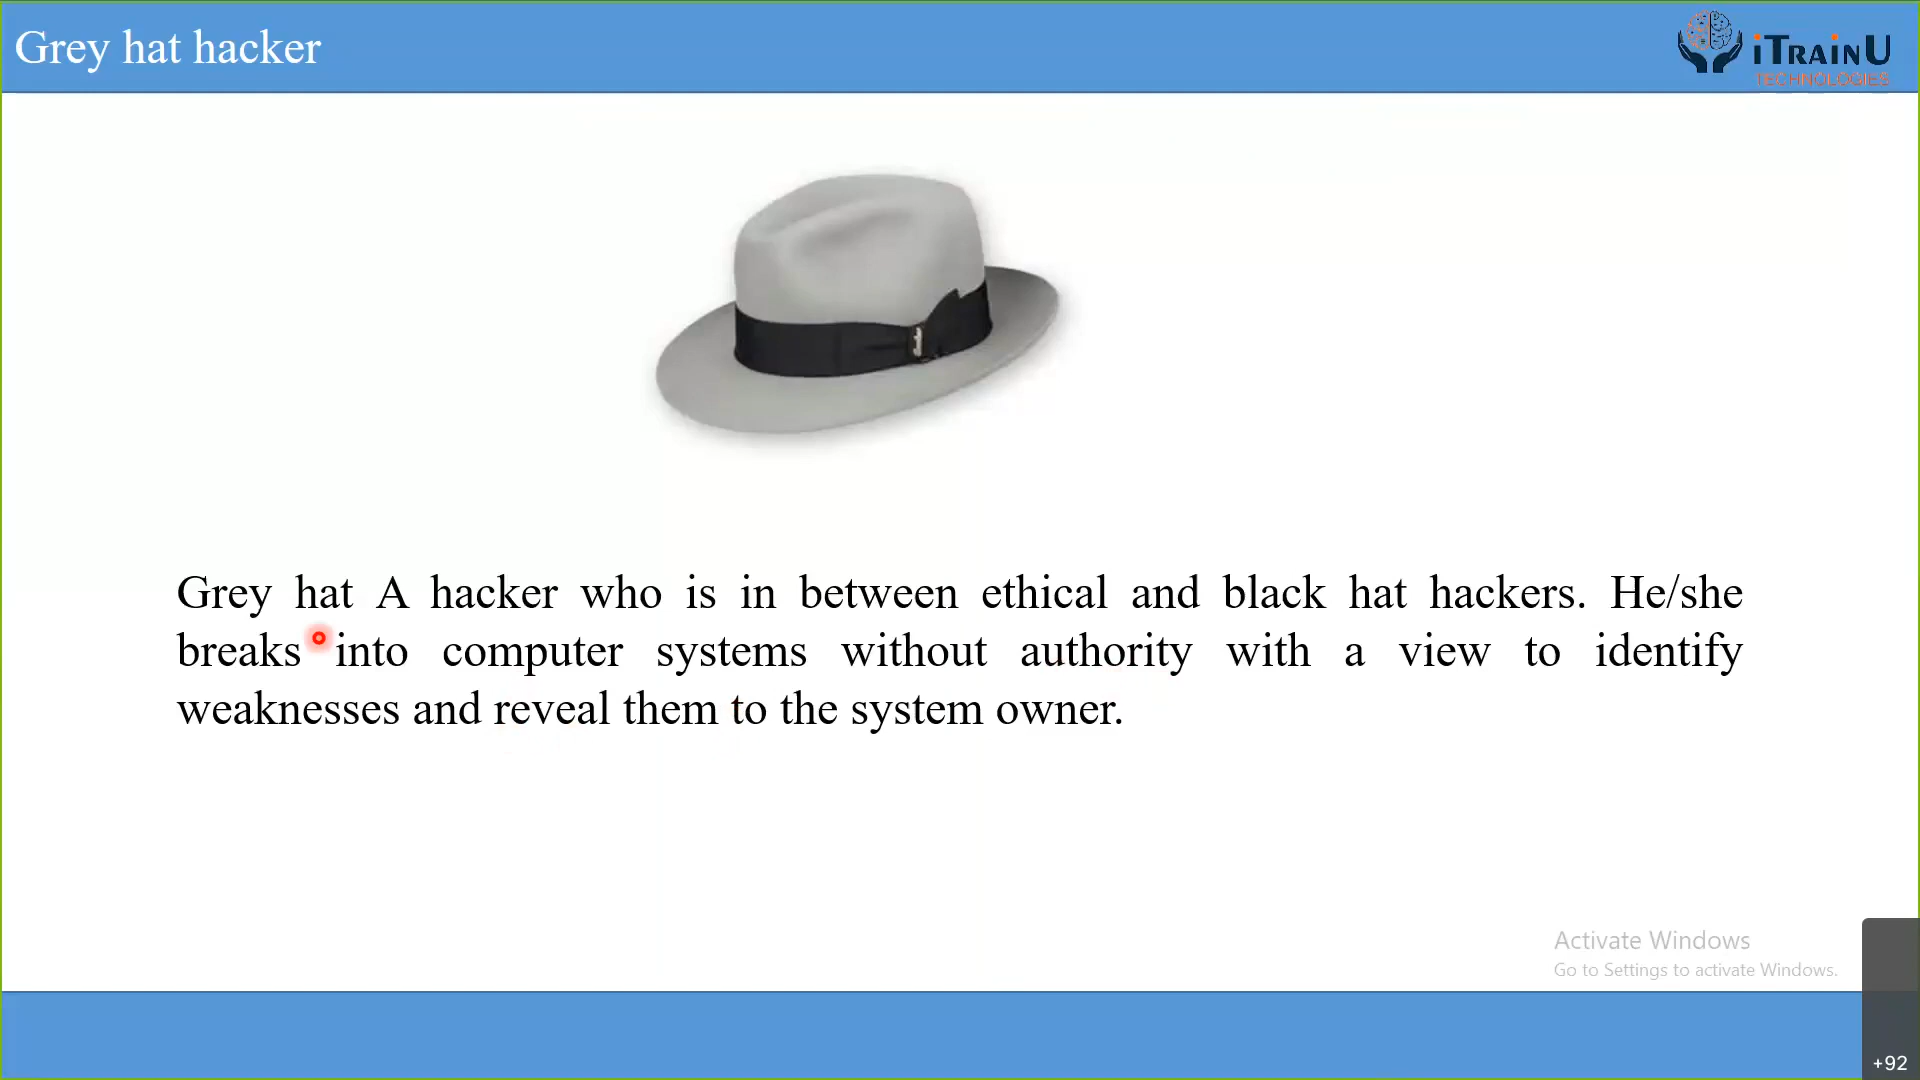 Grey hat hacker
iTRAINU
TECHNOLOGIES
Grey hat A hacker who is in between ethical and black hat hackers. He/she
breaks into computer systems without authority with a view to identify
weaknesses and reveal them to the system owner.
Activate Windows
Go to Settings to activate Windows.
+92